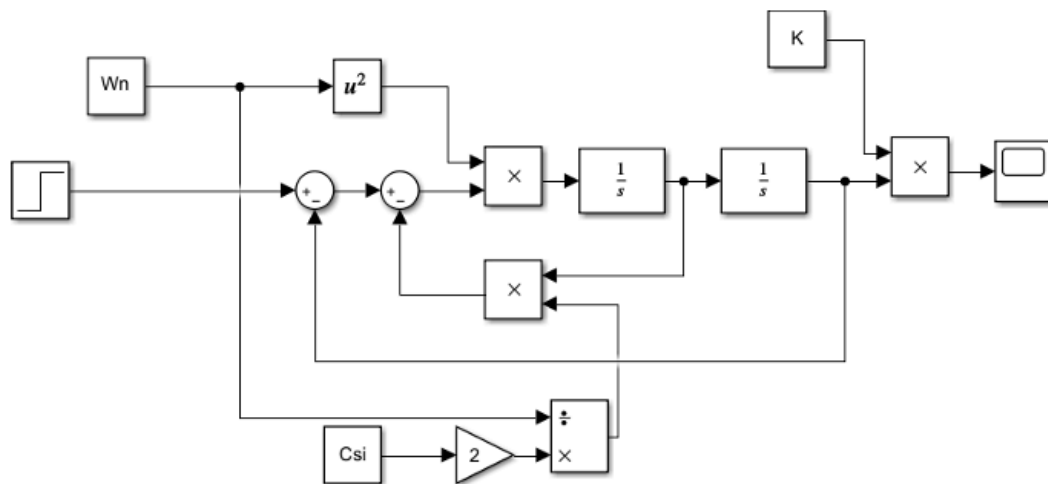 K
Wn
u²
+
−
+
−
×
1/s
1/s
×
×
÷
×
Csi
2